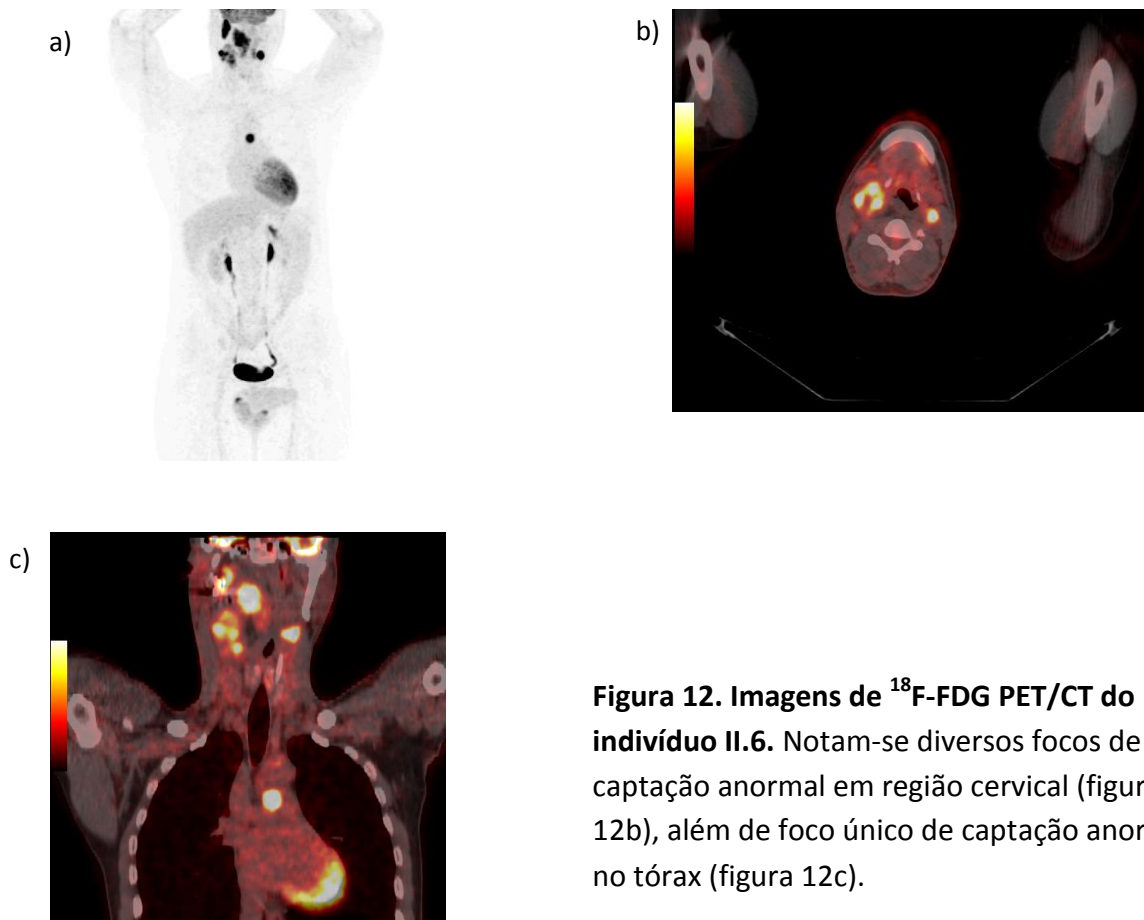 a)
b)
c)
Figura 12. Imagens de ¹⁸F-FDG PET/CT do
indivíduo II.6. Notam-se diversos focos de
captação anormal em região cervical (figur
12b), além de foco único de captação anor
no tórax (figura 12c).